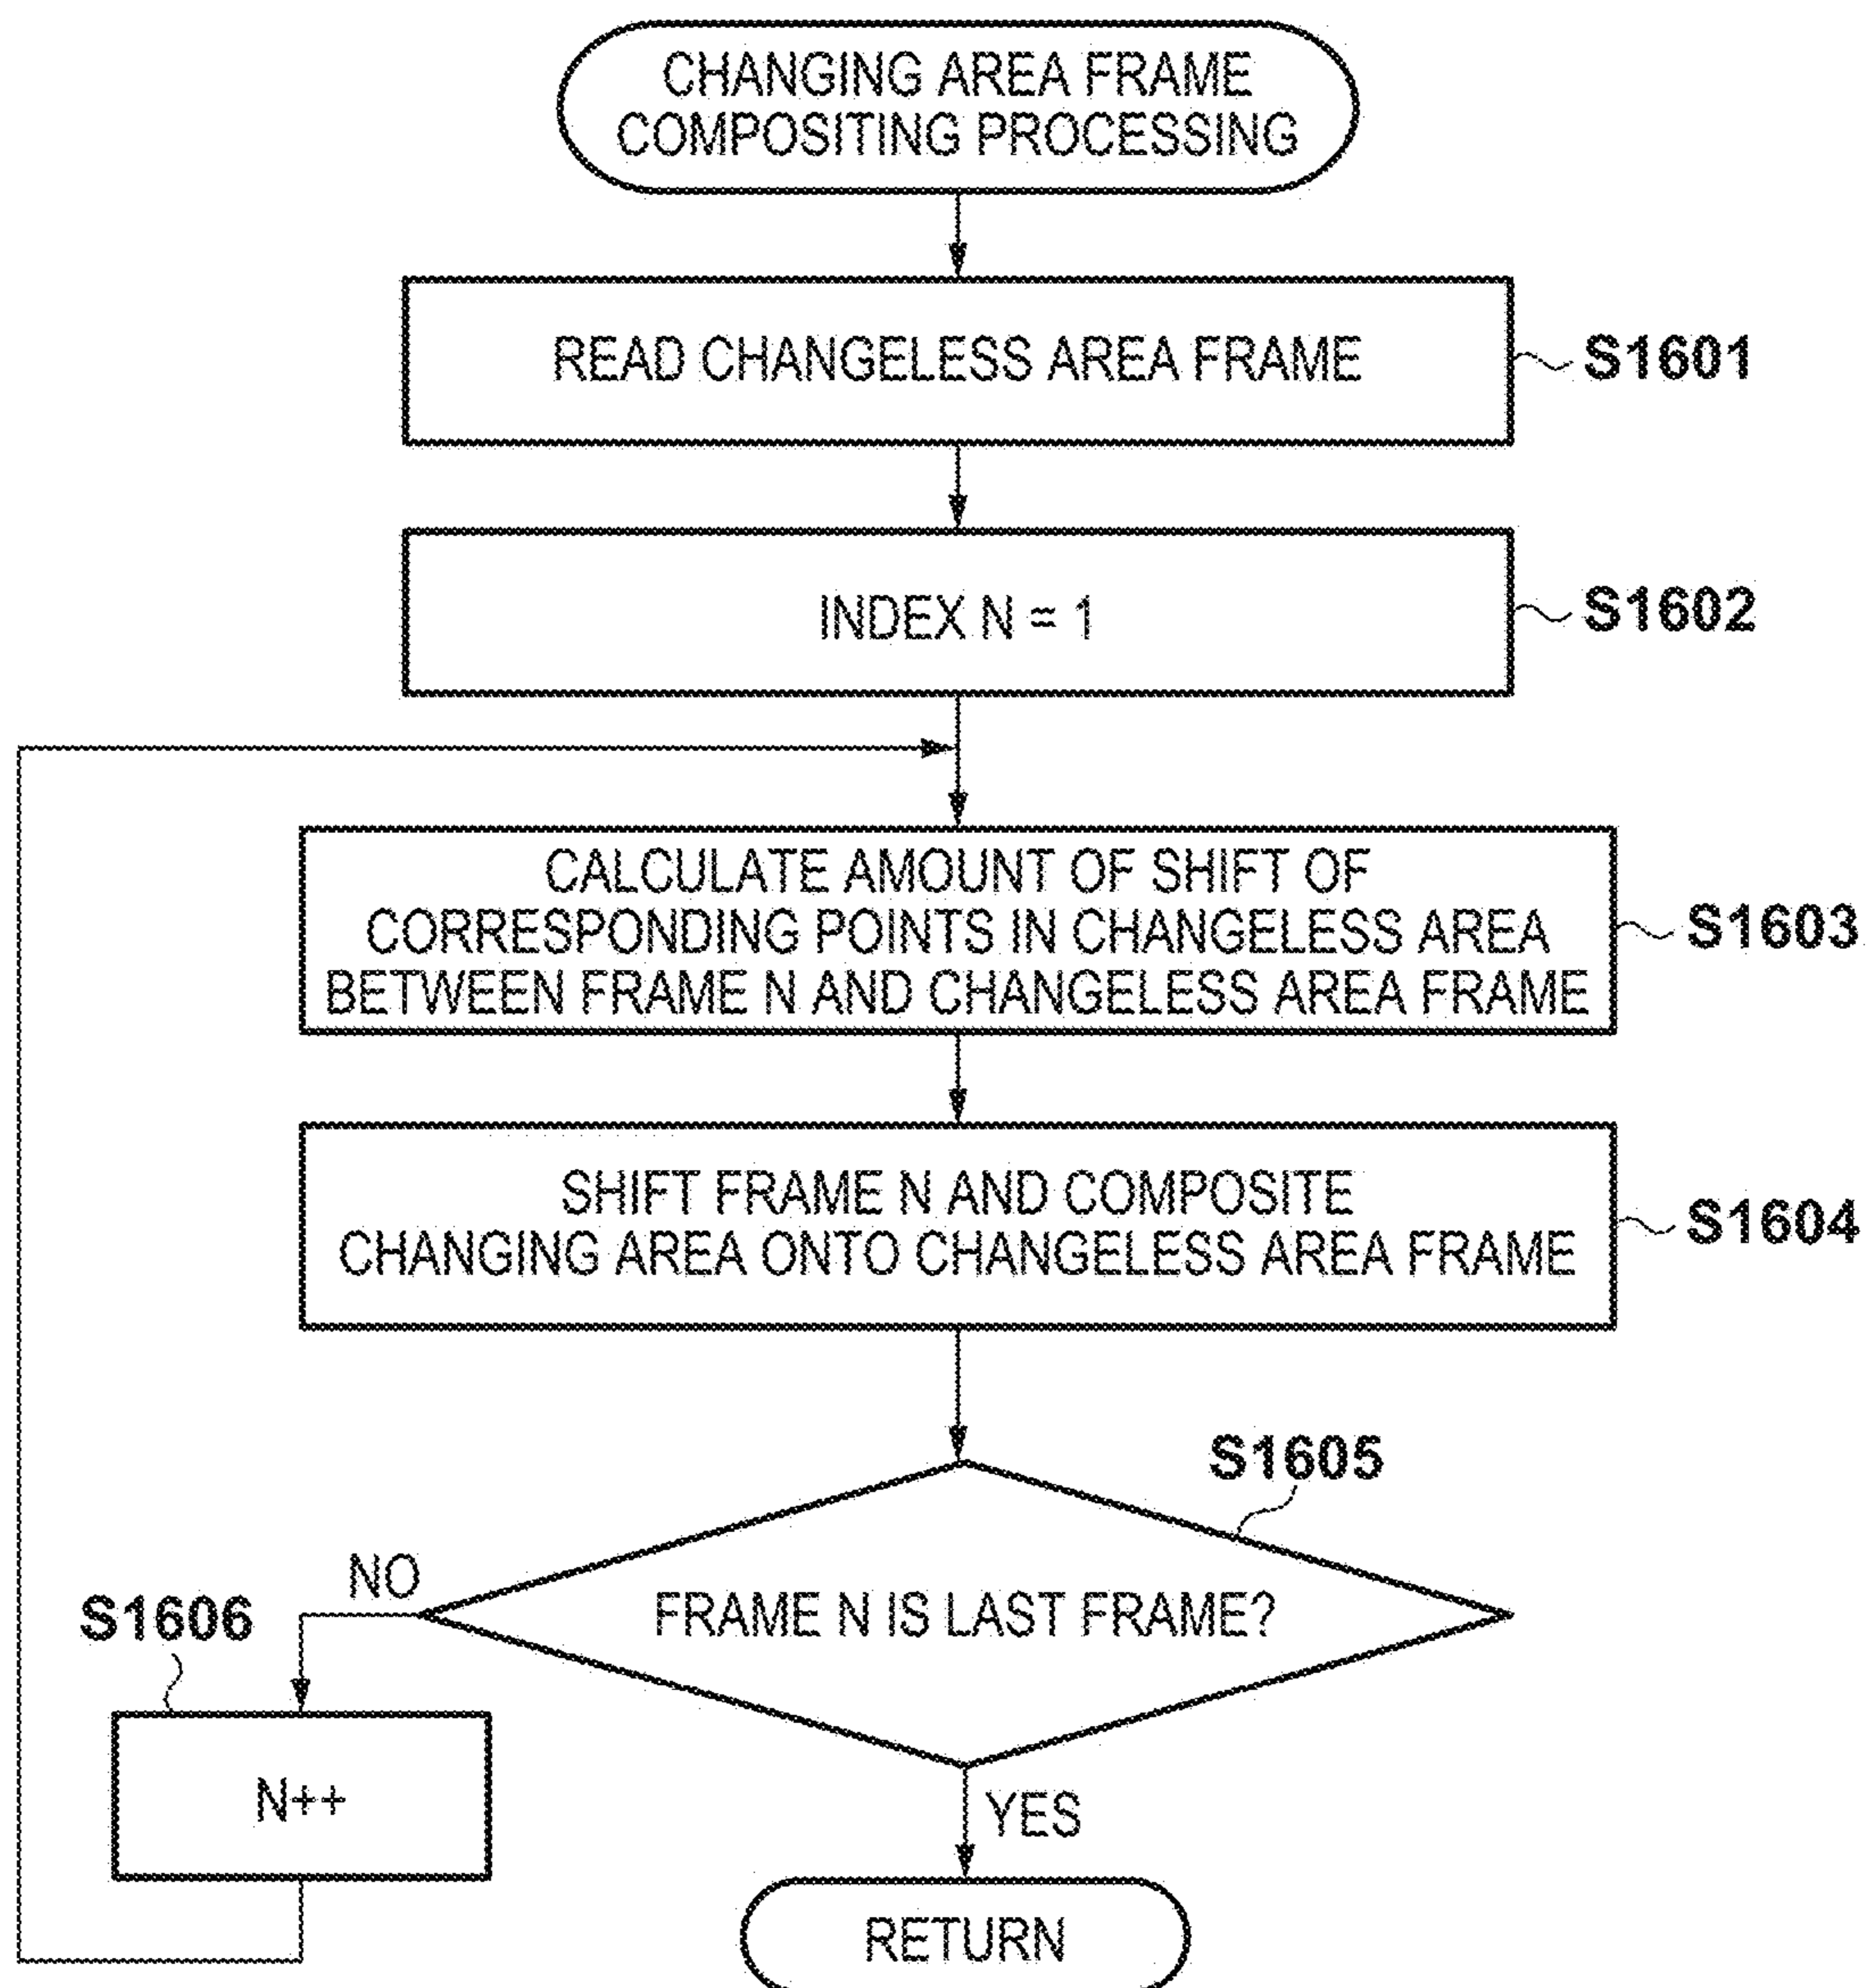 CHANGING AREA FRAME
COMPOSITING PROCESSING
READ CHANGELESS AREA FRAME
S1601
INDEX N = 1
S1602
CALCULATE AMOUNT OF SHIFT OF
CORRESPONDING POINTS IN CHANGELESS AREA
BETWEEN FRAME N AND CHANGELESS AREA FRAME
S1603
SHIFT FRAME N AND COMPOSITE
CHANGING AREA ONTO CHANGELESS AREA FRAME
S1604
S1605
FRAME N IS LAST FRAME?
NO
S1606
N++
YES
RETURN